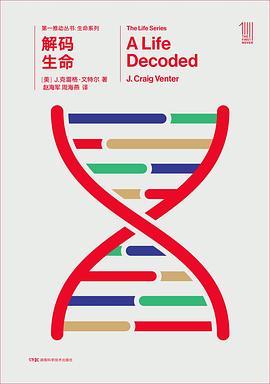 第一推动丛书 生命系列
解码
生命
[美] J.克雷格·文特尔 著
赵海军 周海燕 译
The Life Series
A Life
Decoded
J. Craig Venter
FIRST
MOVER
湖南科学技术出版社